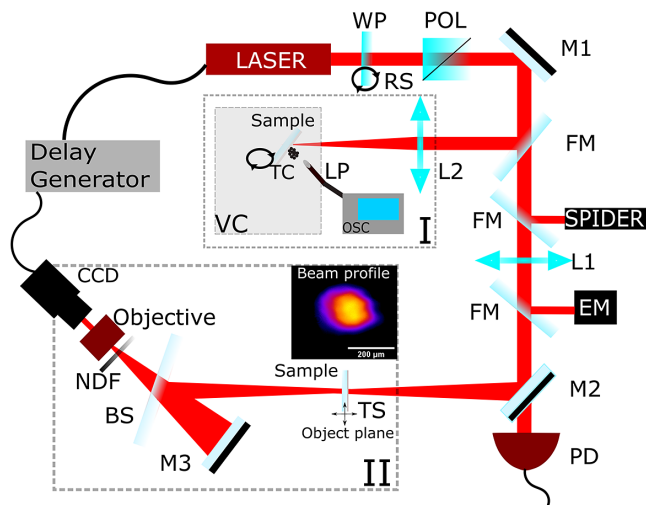 WP
POL
LASER
M1
RS
Sample
Delay
Generator
TC
LP
L2
FM
VC
OSC
I
FM
SPIDER
CCD
L1
Beam profile
Objective
FM
EM
200 μm
NDF
Sample
M2
BS
TS
Object plane
M3
II
PD